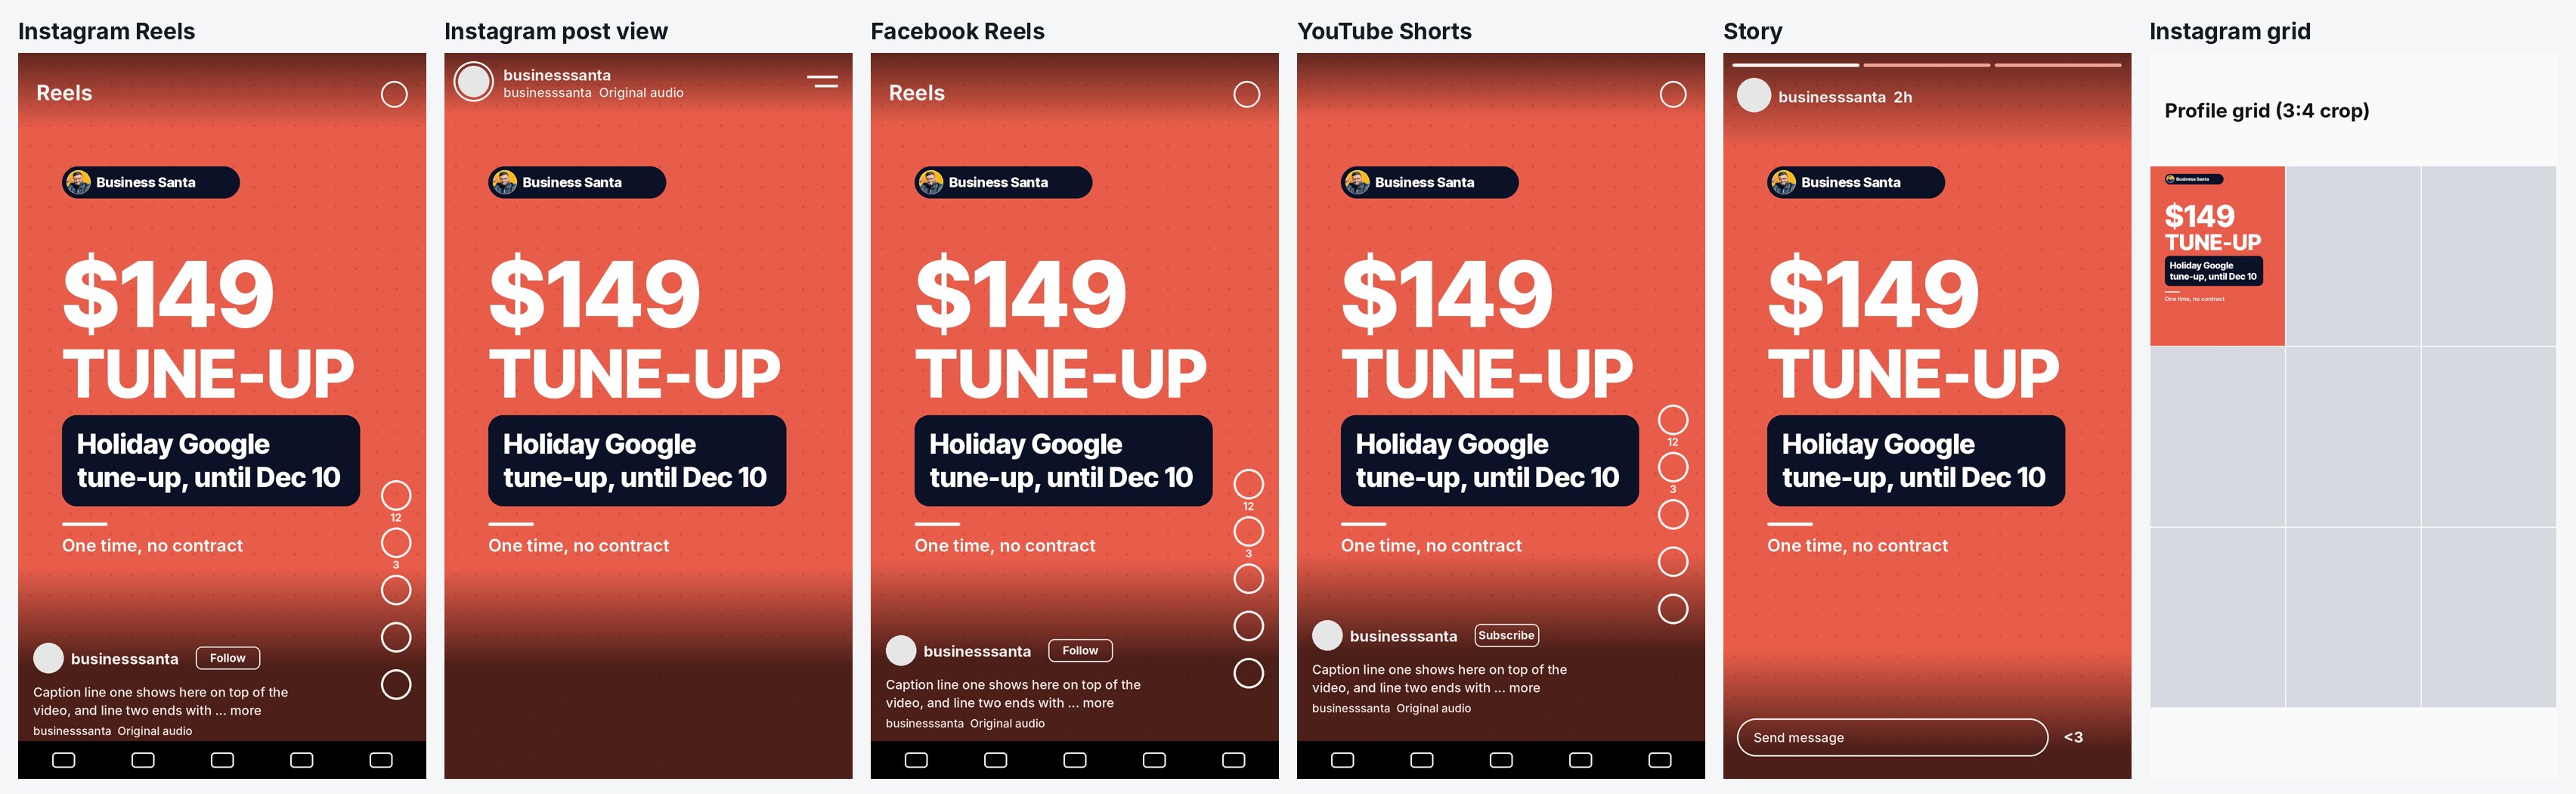 Instagram Reels
Reels
Business Santa
$149
TUNE-UP
Holiday Google
tune-up, until Dec 10
One time, no contract
12
3
businesssanta Follow
Caption line one shows here on top of the
video, and line two ends with ... more
businesssanta Original audio
Instagram post view
businesssanta
businesssanta Original audio
Business Santa
$149
TUNE-UP
Holiday Google
tune-up, until Dec 10
One time, no contract
Facebook Reels
Reels
Business Santa
$149
TUNE-UP
Holiday Google
tune-up, until Dec 10
One time, no contract
12
3
businesssanta Follow
Caption line one shows here on top of the
video, and line two ends with ... more
businesssanta Original audio
YouTube Shorts
Business Santa
$149
TUNE-UP
Holiday Google
tune-up, until Dec 10
One time, no contract
12
3
businesssanta Subscribe
Caption line one shows here on top of the
video, and line two ends with ... more
businesssanta Original audio
Story
businesssanta 2h
Business Santa
$149
TUNE-UP
Holiday Google
tune-up, until Dec 10
One time, no contract
Send message <3
Instagram grid
Profile grid (3:4 crop)
Business Santa
$149
TUNE-UP
Holiday Google
tune-up, until Dec 10
One time, no contract